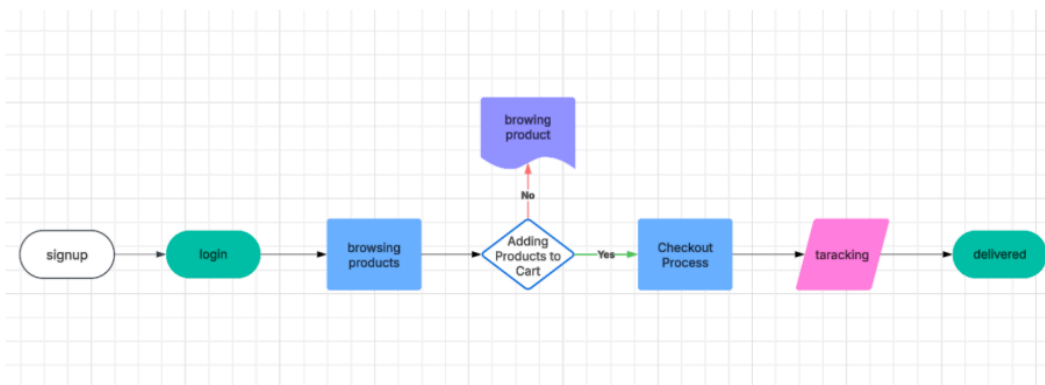 browing
product
No
signup
login
browsing
products
Adding
Products to
Cart
Yes
Checkout
Process
taracking
delivered